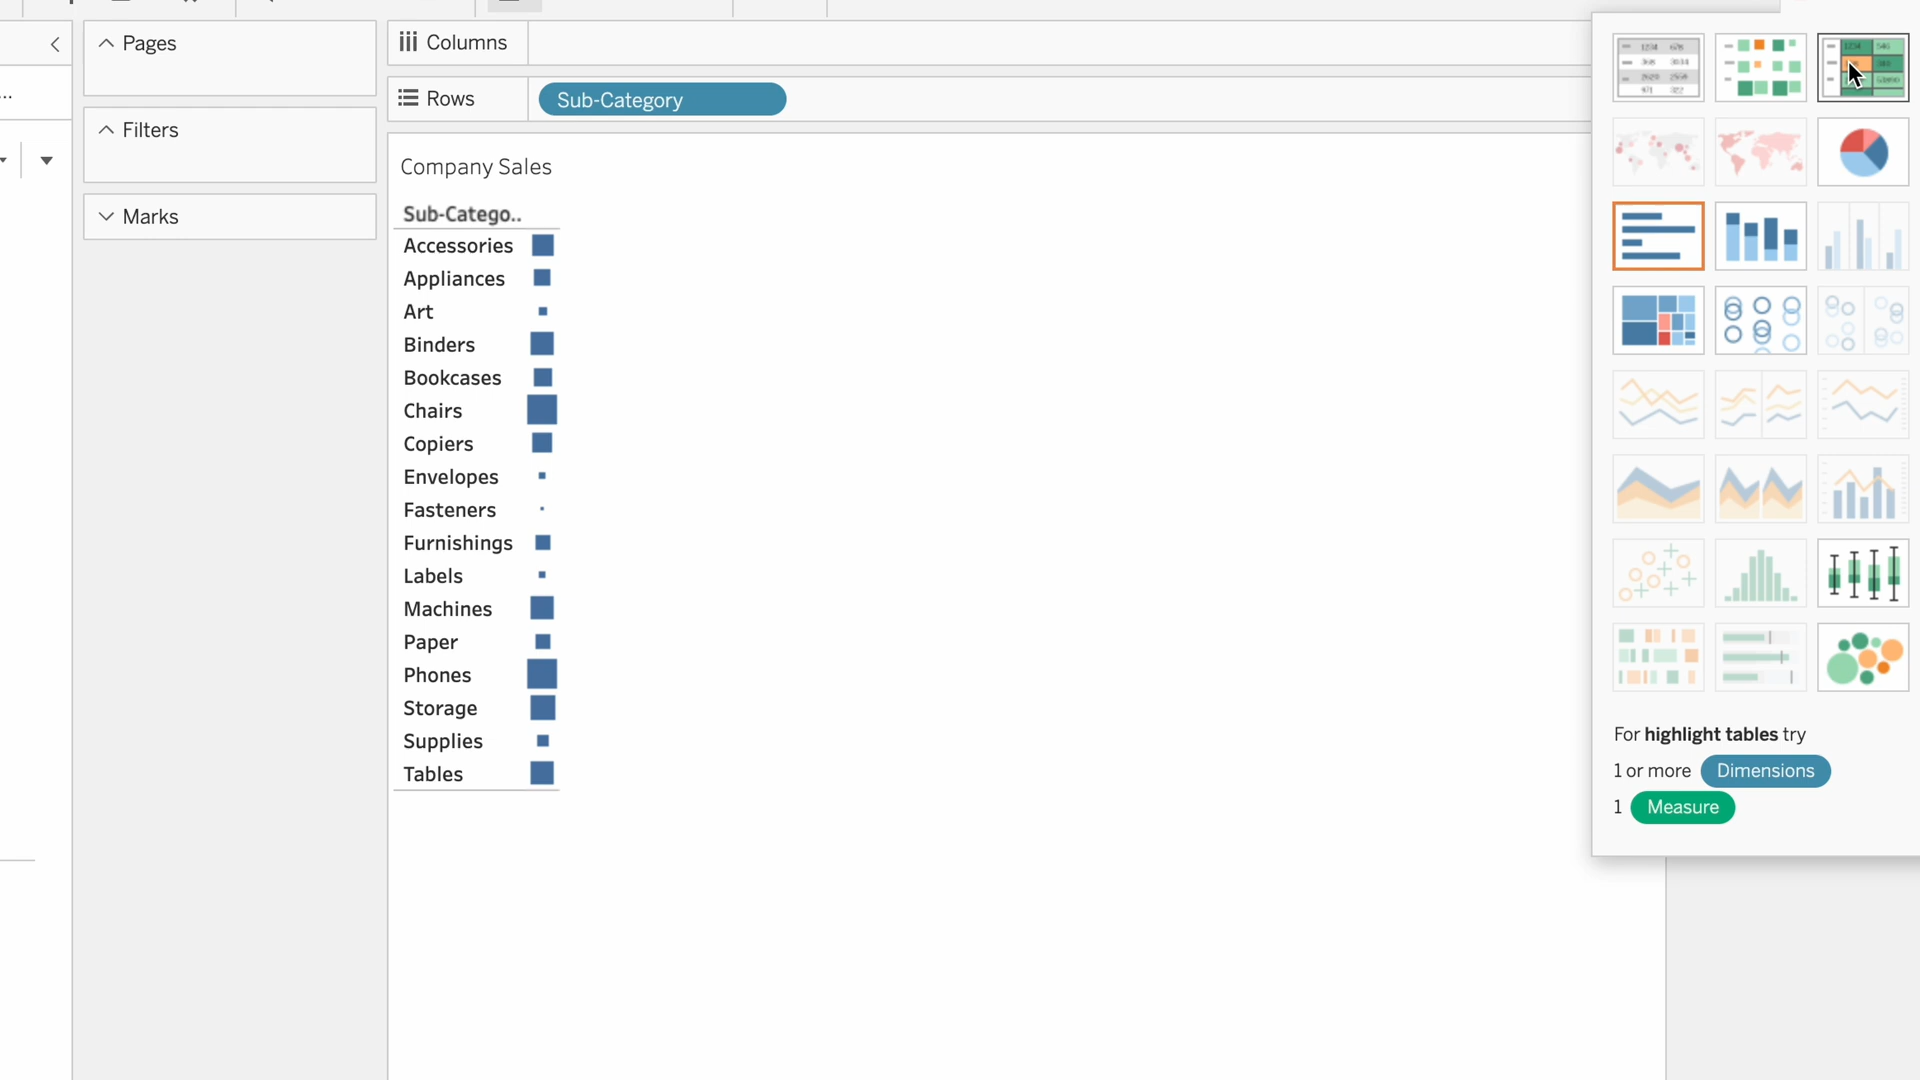 Pages
Filters
Marks
Columns
Rows
Sub-Category
Company Sales
Sub-Catego..
Accessories
Appliances
Art
Binders
Bookcases
Chairs
Copiers
Envelopes
Fasteners
Furnishings
Labels
Machines
Paper
Phones
Storage
Supplies
Tables
For highlight tables try
1 or more Dimensions
1 Measure